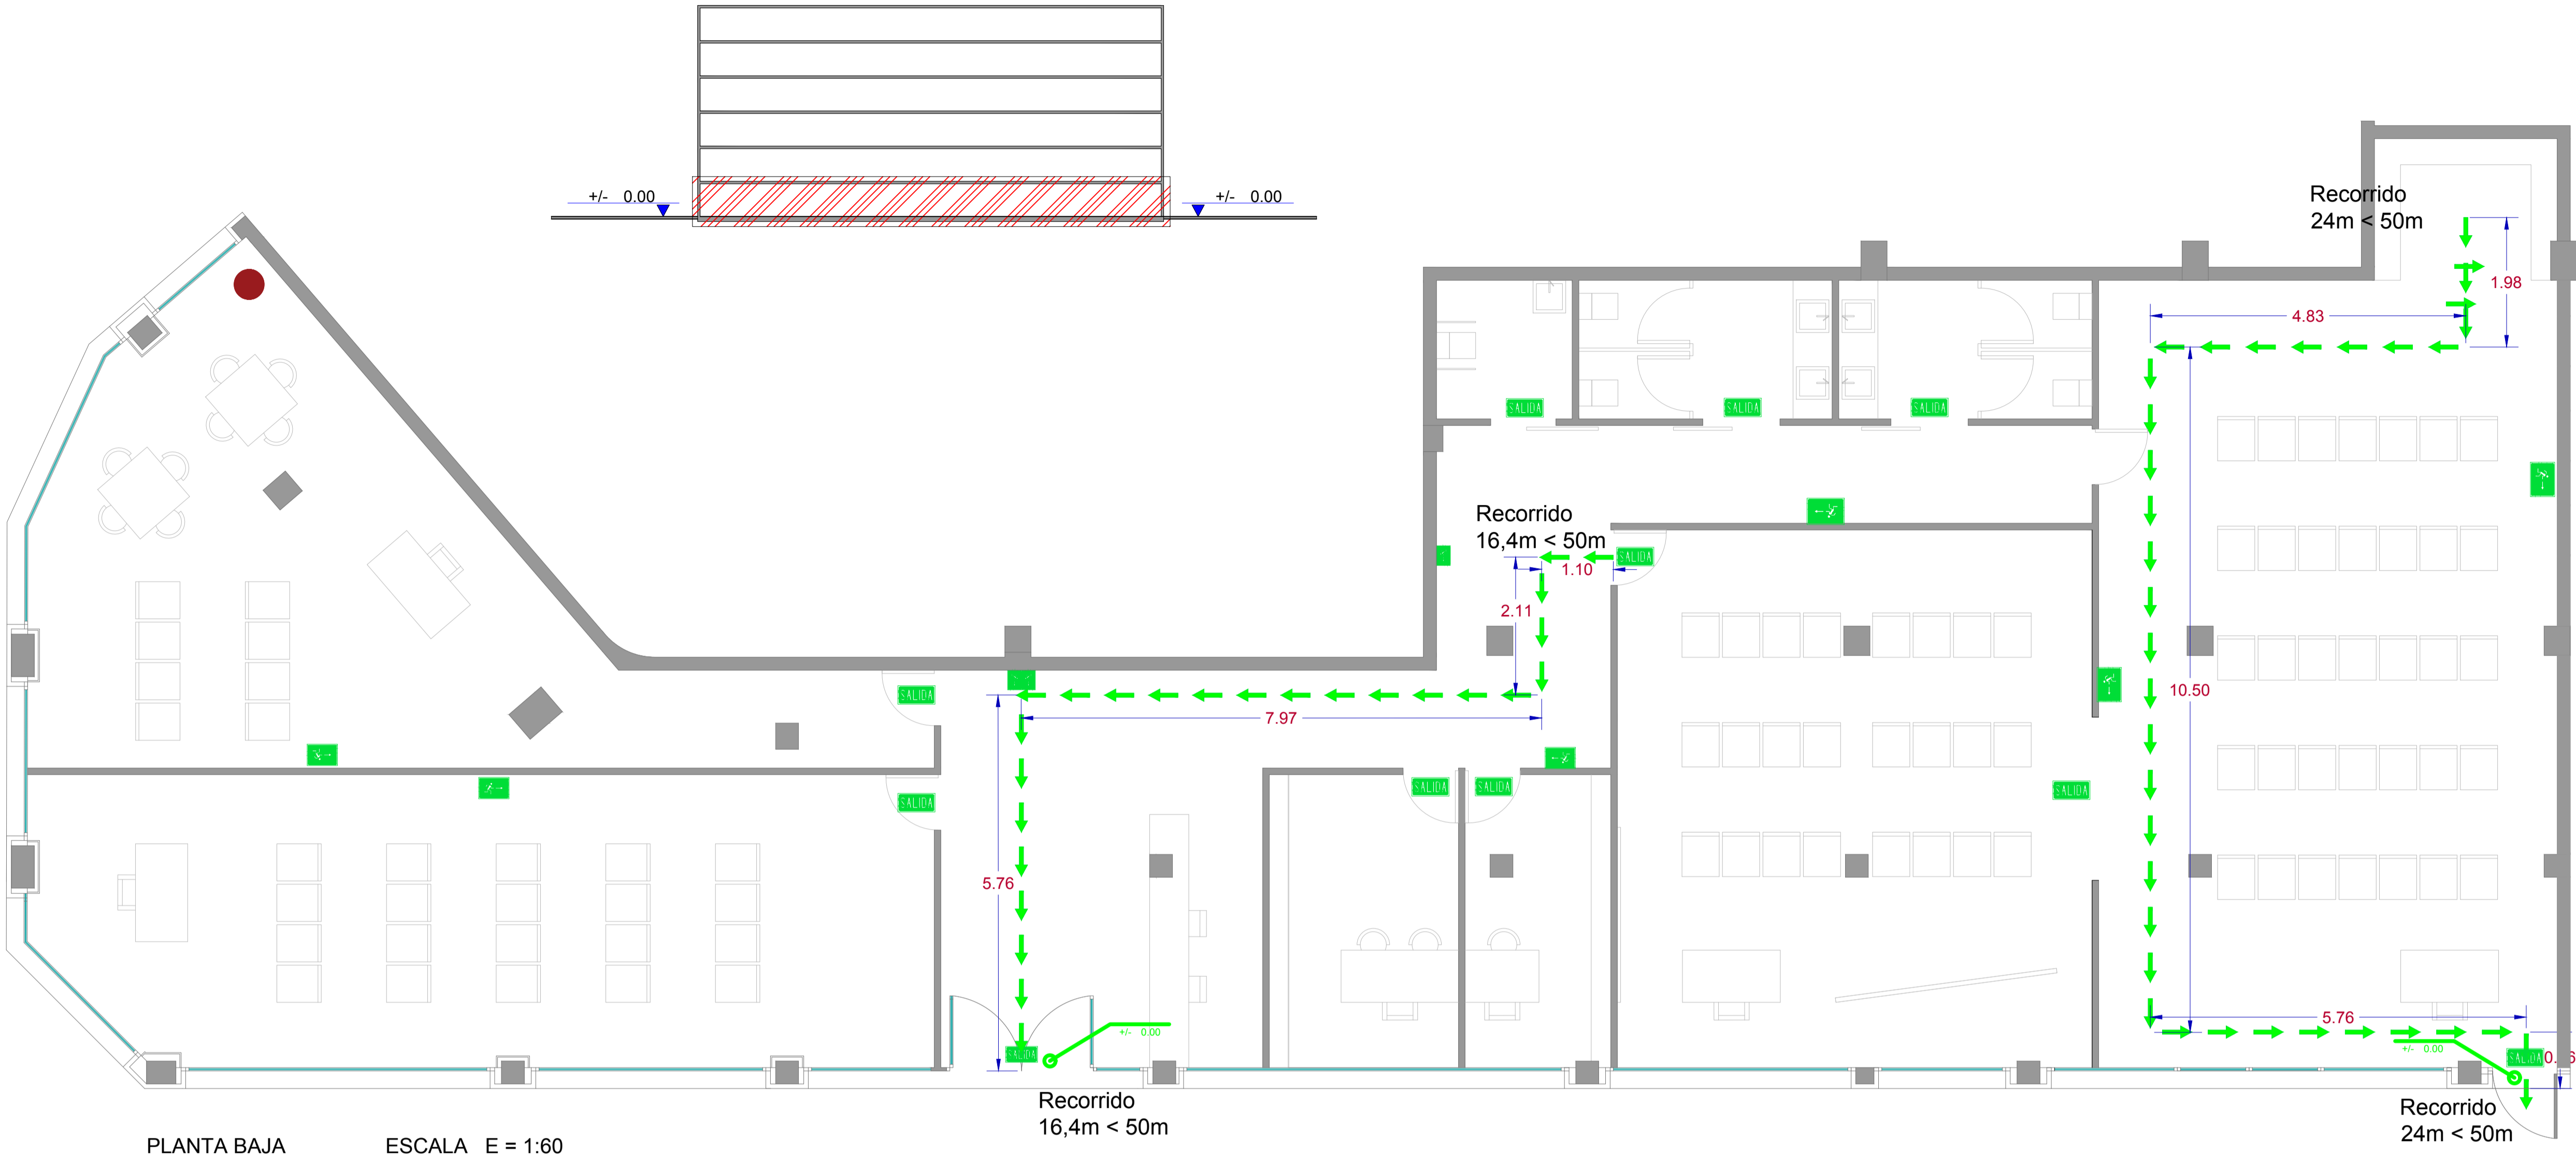 +/- 0.00
+/- 0.00
Recorrido
24m < 50m
1.98
4.83
SALIDA
SALIDA
SALIDA
Recorrido
16,4m < 50m
SALIDA
1.10
2.11
10.50
SALIDA
7.97
SALIDA
SALIDA
SALIDA
SALIDA
5.76
5.76
+/- 0.00
SALIDA
+/- 0.00
SALIDA
Recorrido
16,4m < 50m
Recorrido
24m < 50m
PLANTA BAJA ESCALA E = 1:60